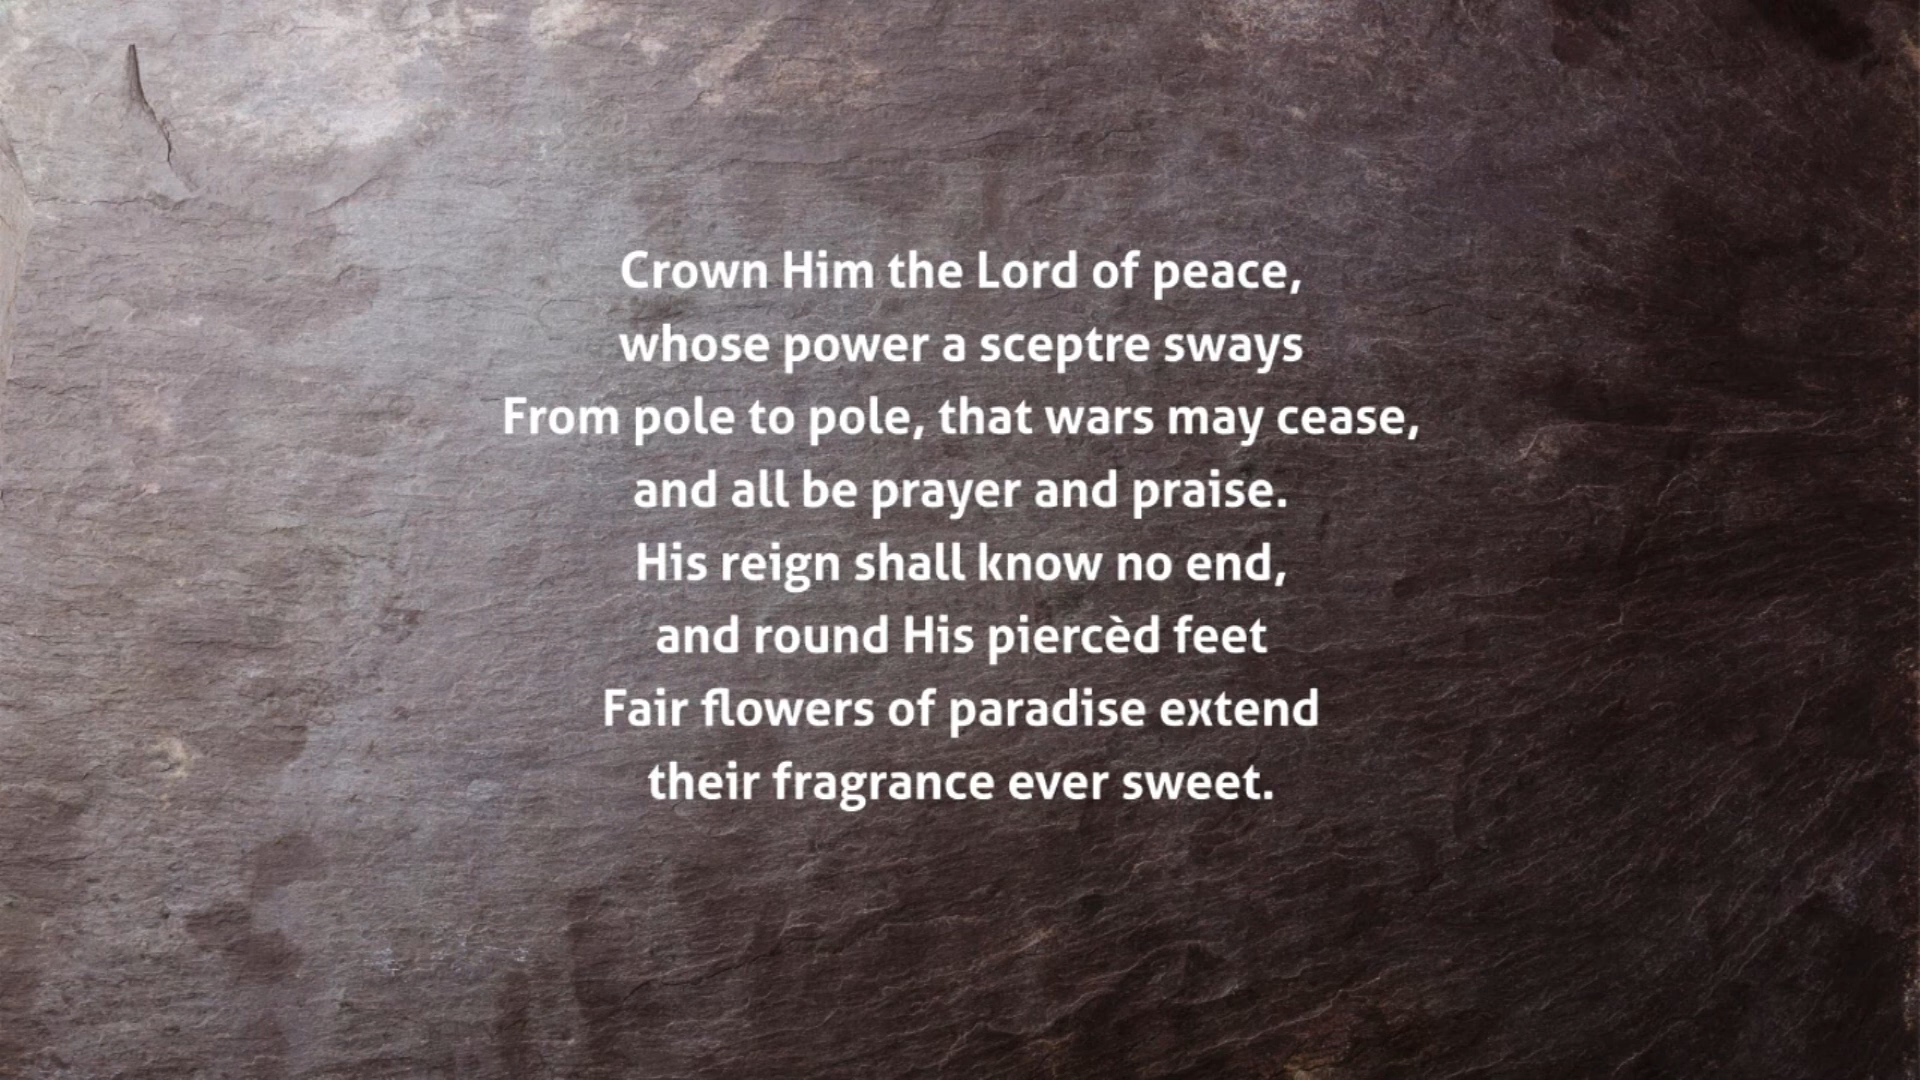 Crown Him the Lord of peace,
whose power a sceptre sways
From pole to pole, that wars may cease,
and all be prayer and praise.
His reign shall know no end,
and round His piercèd feet
Fair flowers of paradise extend
their fragrance ever sweet.